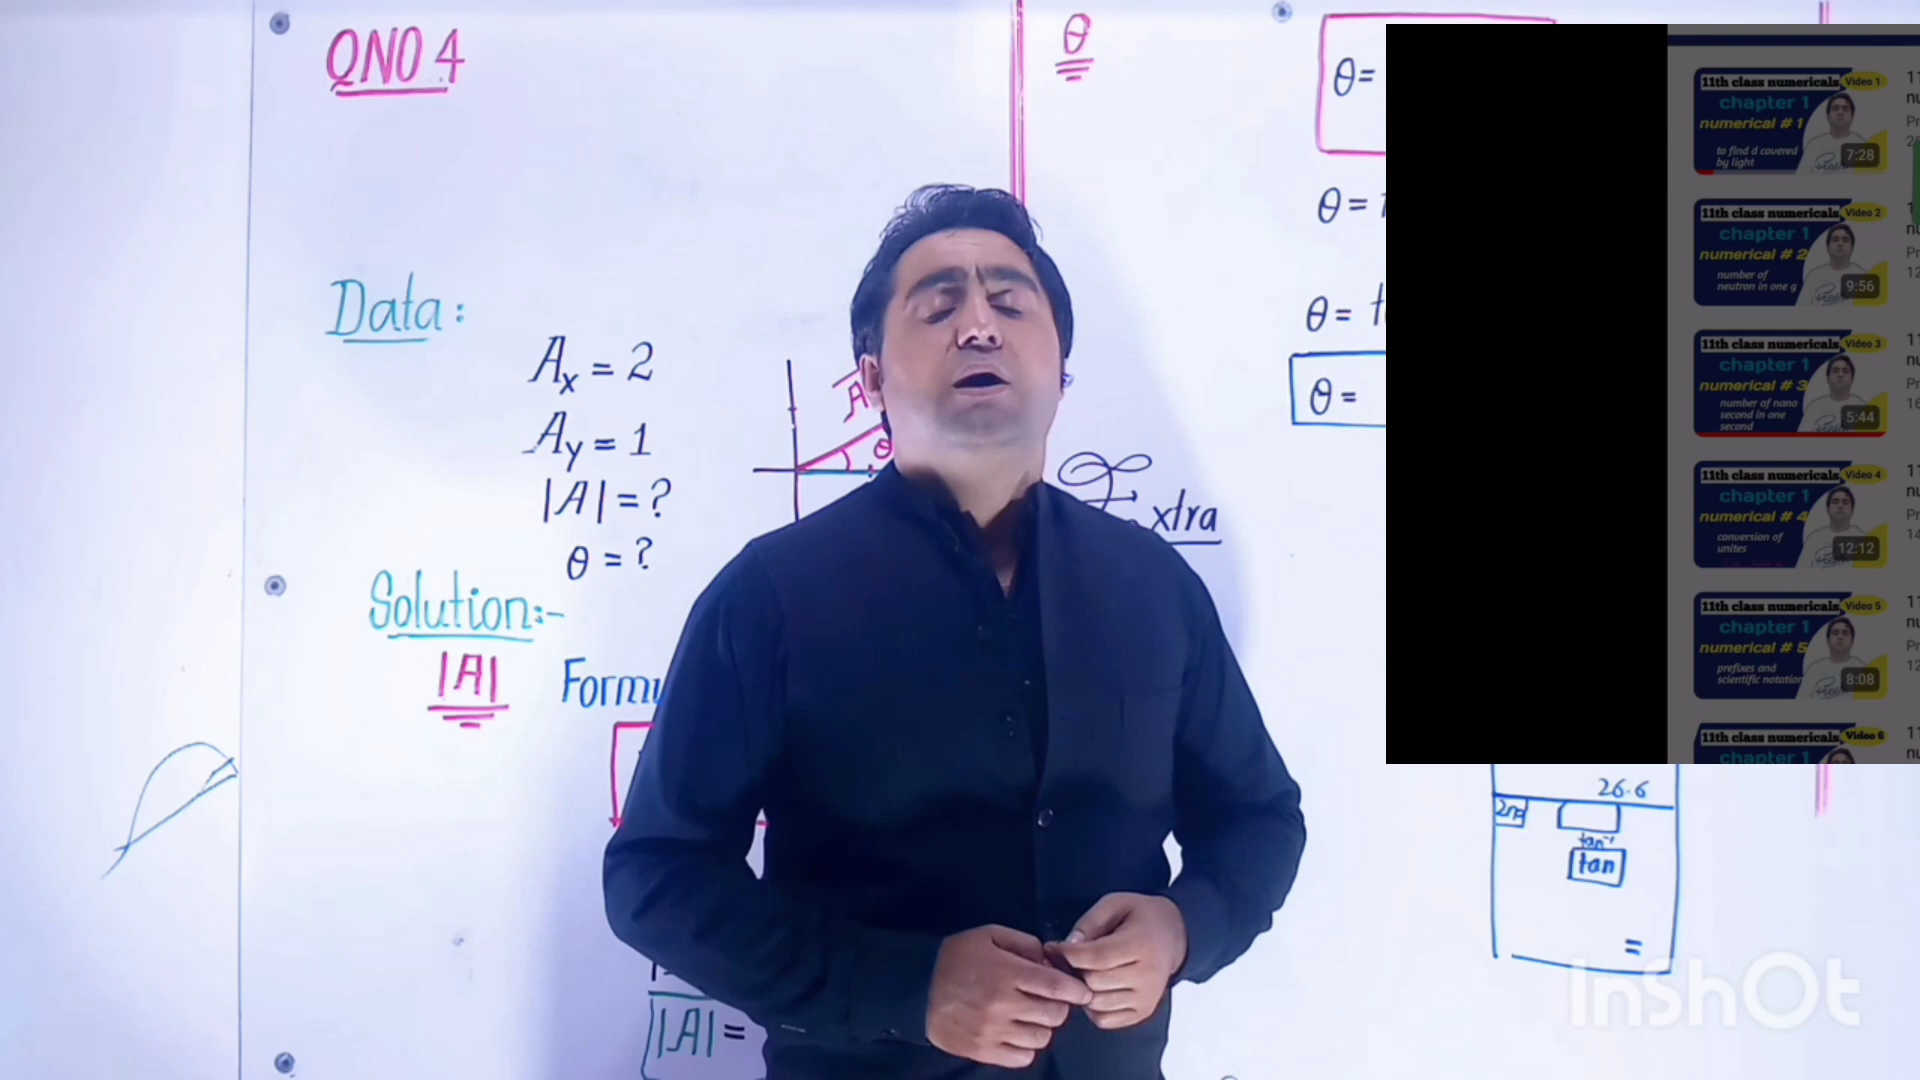 QNO 4
Data:
Ax = 2
Ay = 1
|A| = ?
θ = ?
Solution:-
|A|
|A| =
A
θ
θ
θ=
θ =
θ =
θ =
Extra
26.6
tan⁻¹
tan
=
InShOt
11th class numericals Video 1
chapter 1
numerical # 1
to find d covered
by light
7:28
11th class numericals Video 2
chapter 1
numerical # 2
number of
neutron in one g
9:56
11th class numericals Video 3
chapter 1
numerical # 3
number of nano
second in one
second
5:44
11th class numericals Video 4
chapter 1
numerical # 4
conversion of
unites
12:12
11th class numericals Video 5
chapter 1
numerical # 5
prefixes and
scientific notation
8:08
11th class numericals Video 6
chapter 1